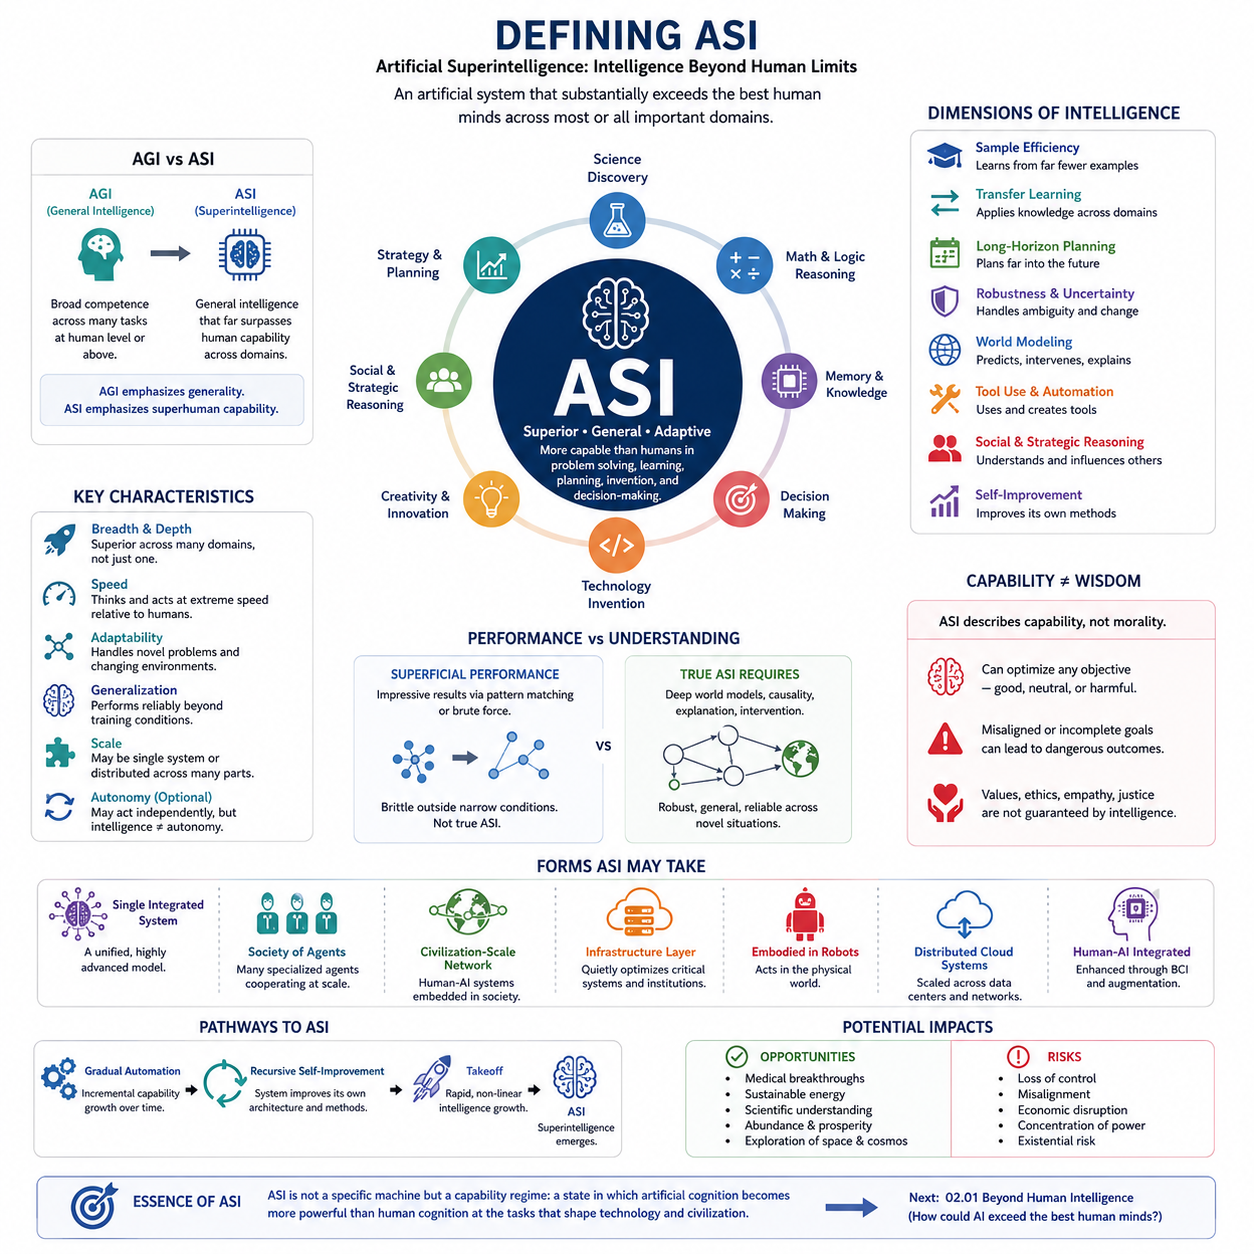 DEFINING ASI
Artificial Superintelligence: Intelligence Beyond Human Limits
An artificial system that substantially exceeds the best human
minds across most or all important domains.
AGI vs ASI
AGI
(General Intelligence)
Broad competence
across many tasks
at human level or
above.
ASI
(Superintelligence)
General intelligence
that far surpasses
human capability
across domains.
AGI emphasizes generality.
ASI emphasizes superhuman capability.
KEY CHARACTERISTICS
Breadth & Depth
Superior across many domains,
not just one.
Speed
Thinks and acts at extreme speed
relative to humans.
Adaptability
Handles novel problems and
changing environments.
Generalization
Performs reliably beyond
training conditions.
Scale
May be single system or
distributed across many parts.
Autonomy (Optional)
May act independently, but
intelligence ≠ autonomy.
Science
Discovery
Math & Logic
Reasoning
Memory &
Knowledge
Decision
Making
Technology
Invention
Creativity &
Innovation
Social &
Strategic
Reasoning
Strategy &
Planning
ASI
Superior • General • Adaptive
More capable than humans in
problem solving, learning,
planning, invention, and
decision-making.
DIMENSIONS OF INTELLIGENCE
Sample Efficiency
Learns from far fewer examples
Transfer Learning
Applies knowledge across domains
Long-Horizon Planning
Plans far into the future
Robustness & Uncertainty
Handles ambiguity and change
World Modeling
Predicts, intervenes, explains
Tool Use & Automation
Uses and creates tools
Social & Strategic Reasoning
Understands and influences others
Self-Improvement
Improves its own methods
PERFORMANCE vs UNDERSTANDING
SUPERFICIAL PERFORMANCE
Impressive results via pattern matching
or brute force.
Brittle outside narrow conditions.
Not true ASI.
VS
TRUE ASI REQUIRES
Deep world models, causality,
explanation, intervention.
Robust, general, reliable across
novel situations.
CAPABILITY ≠ WISDOM
ASI describes capability, not morality.
Can optimize any objective
— good, neutral, or harmful.
Misaligned or incomplete goals
can lead to dangerous outcomes.
Values, ethics, empathy, justice
are not guaranteed by intelligence.
FORMS ASI MAY TAKE
Single Integrated
System
A unified, highly
advanced model.
Society of Agents
Many specialized agents
cooperating at scale.
Civilization-Scale
Network
Human-AI systems
embedded in society.
Infrastructure Layer
Quietly optimizes critical
systems and institutions.
Embodied in Robots
Acts in the physical
world.
Distributed Cloud
Systems
Scaled across data
centers and networks.
Human-AI Integrated
Enhanced through BCI
and augmentation.
PATHWAYS TO ASI
Gradual Automation
Incremental capability
growth over time.
Recursive Self-Improvement
System improves its own
architecture and methods.
Takeoff
Rapid, non-linear
intelligence growth.
ASI
Superintelligence
emerges.
POTENTIAL IMPACTS
OPPORTUNITIES
• Medical breakthroughs
• Sustainable energy
• Scientific understanding
• Abundance & prosperity
• Exploration of space & cosmos
RISKS
• Loss of control
• Misalignment
• Economic disruption
• Concentration of power
• Existential risk
ESSENCE OF ASI
ASI is not a specific machine but a capability regime: a state in which artificial cognition becomes
more powerful than human cognition at the tasks that shape technology and civilization.
Next: 02.01 Beyond Human Intelligence
(How could AI exceed the best human minds?)